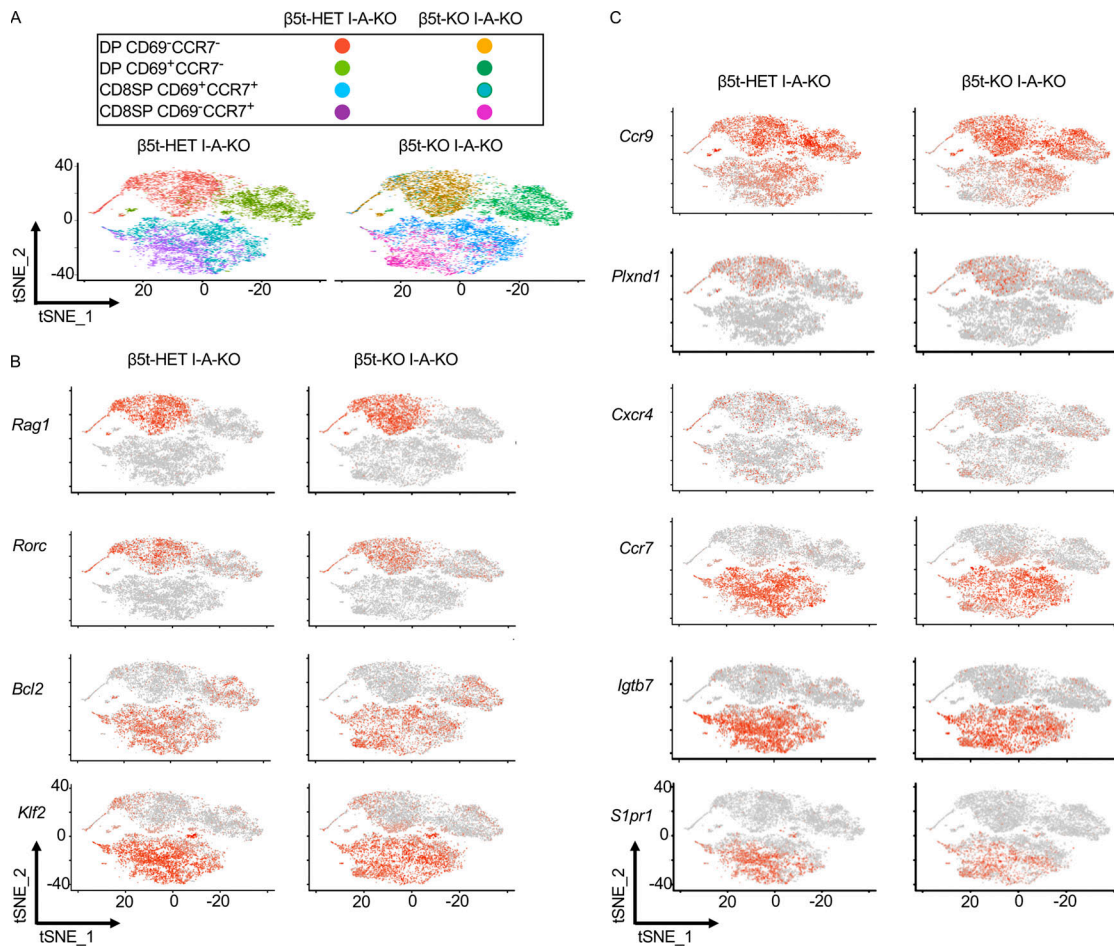 A
β5t-HET I-A-KO β5t-KO I-A-KO
DP CD69⁻CCR7⁻
DP CD69⁺CCR7⁻
CD8SP CD69⁺CCR7⁺
CD8SP CD69⁻CCR7⁺
β5t-HET I-A-KO β5t-KO I-A-KO
40
0
-40
20 0 -20
20 0 -20
tSNE_2
tSNE_1
B
β5t-HET I-A-KO β5t-KO I-A-KO
Rag1
Rorc
Bcl2
Klf2
40
0
-40
20 0 -20
20 0 -20
tSNE_2
tSNE_1
C
β5t-HET I-A-KO β5t-KO I-A-KO
Ccr9
Plxnd1
Cxcr4
Ccr7
Igtb7
S1pr1
40
0
-40
20 0 -20
20 0 -20
tSNE_2
tSNE_1